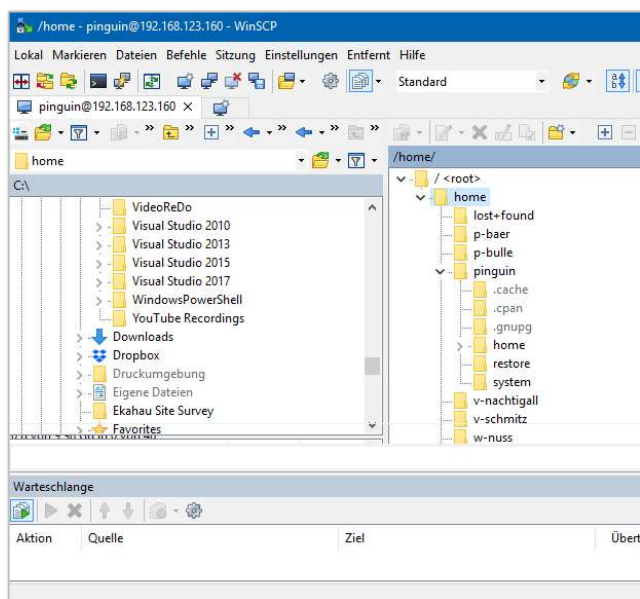 /home - pinguin@192.168.123.160 - WinSCP
Lokal Markieren Dateien Befehle Sitzung Einstellungen Entfernt Hilfe
Standard
pinguin@192.168.123.160
home
/home/
C:\
/ <root>
home
lost+found
p-baer
p-bulle
pinguin
.cache
.cpan
.gnupg
home
restore
system
v-nachtigall
v-schmitz
w-nuss
VideoReDo
Visual Studio 2010
Visual Studio 2013
Visual Studio 2015
Visual Studio 2017
WindowsPowerShell
YouTube Recordings
Downloads
Dropbox
Druckumgebung
Eigene Dateien
Ekahau Site Survey
Favorites
Warteschlange
Aktion Quelle Ziel Übert